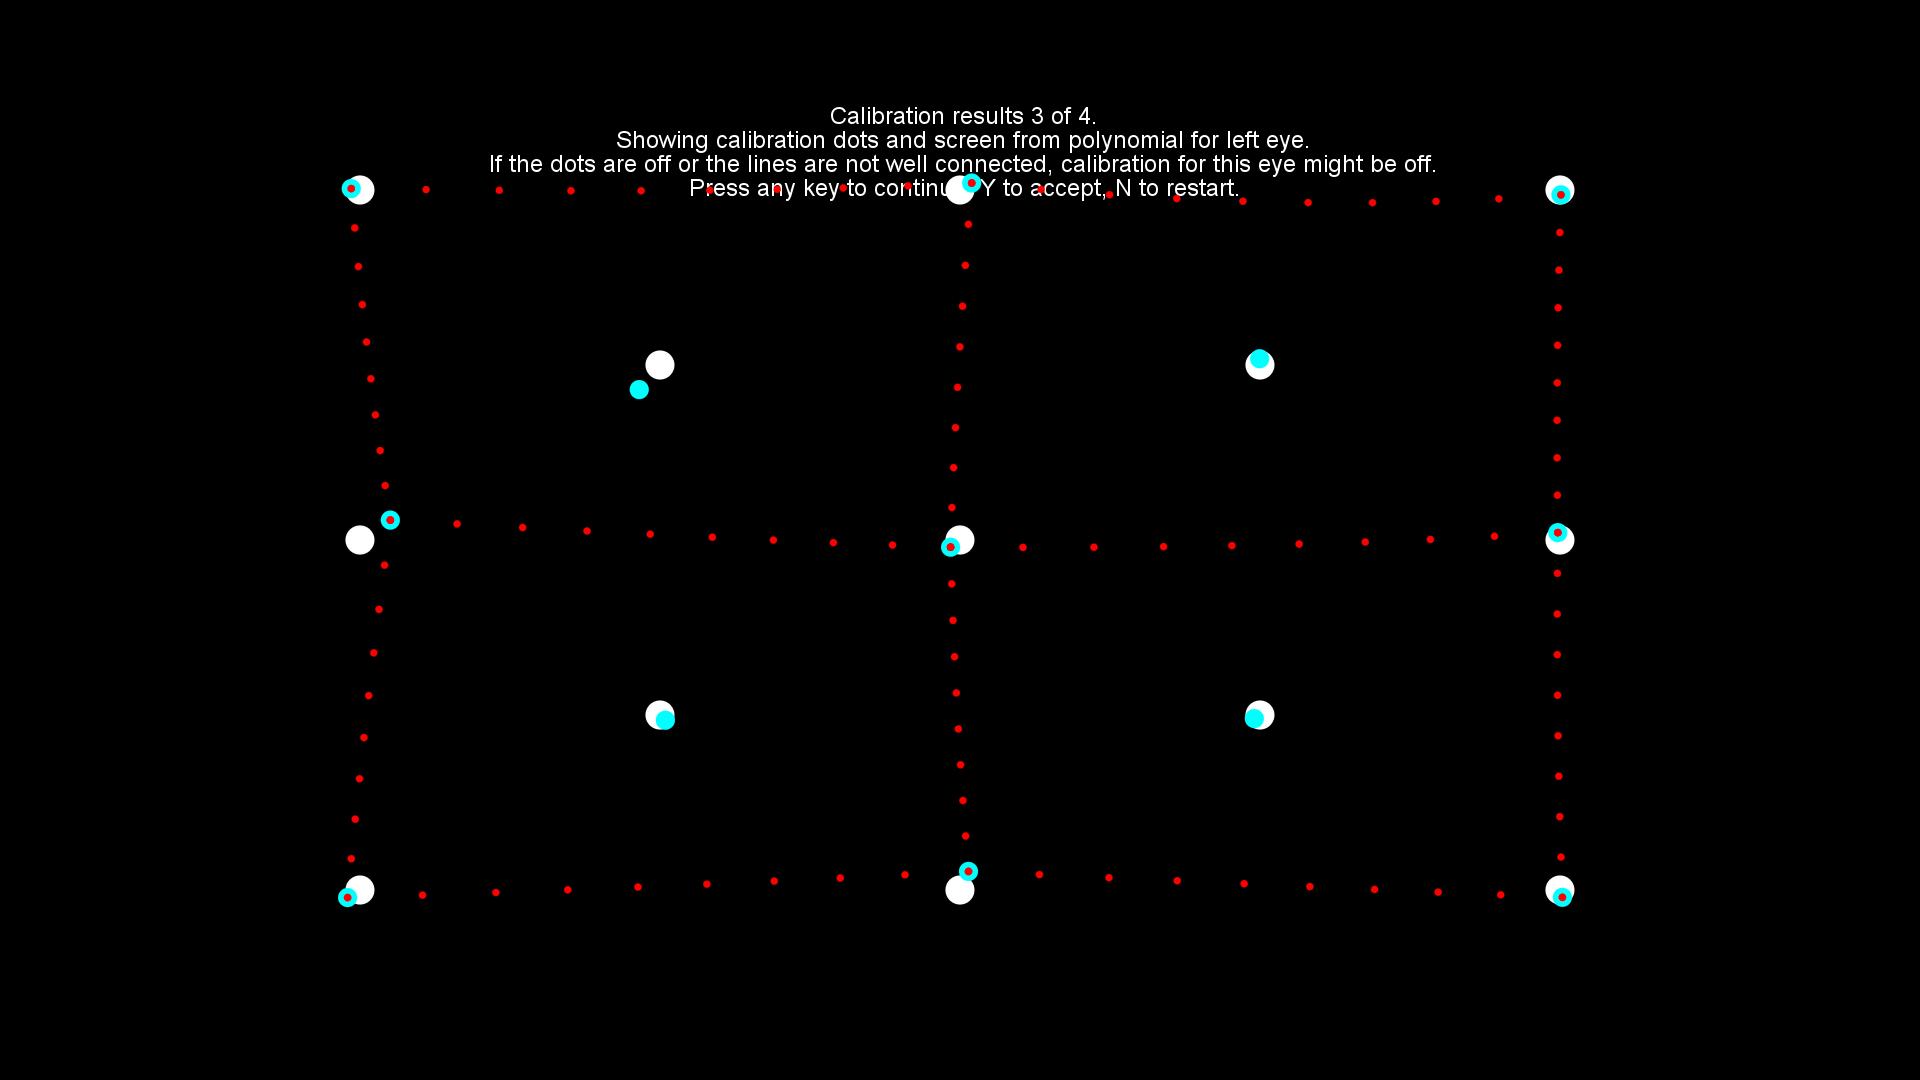 Calibration results 3 of 4.
Showing calibration dots and screen from polynomial for left eye.
If the dots are off or the lines are not well connected, calibration for this eye might be off.
Press any key to continue, Y to accept, N to restart.